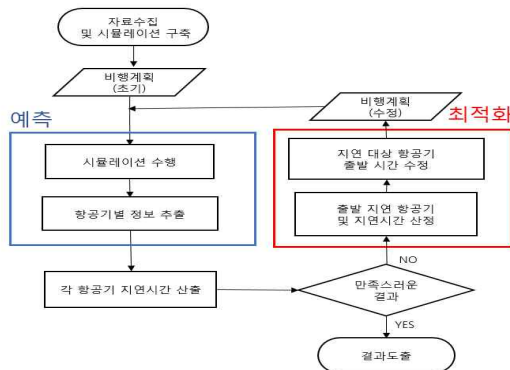 자료수집
및 시뮬레이션 구축
비행계획
(초기)
예측
시뮬레이션 수행
항공기별 정보 추출
각 항공기 지연시간 산출
비행계획
(수정)
최적화
지연 대상 항공기
출발 시간 수정
출발 지연 항공기
및 지연시간 산정
NO
만족스러운
결과
YES
결과도출